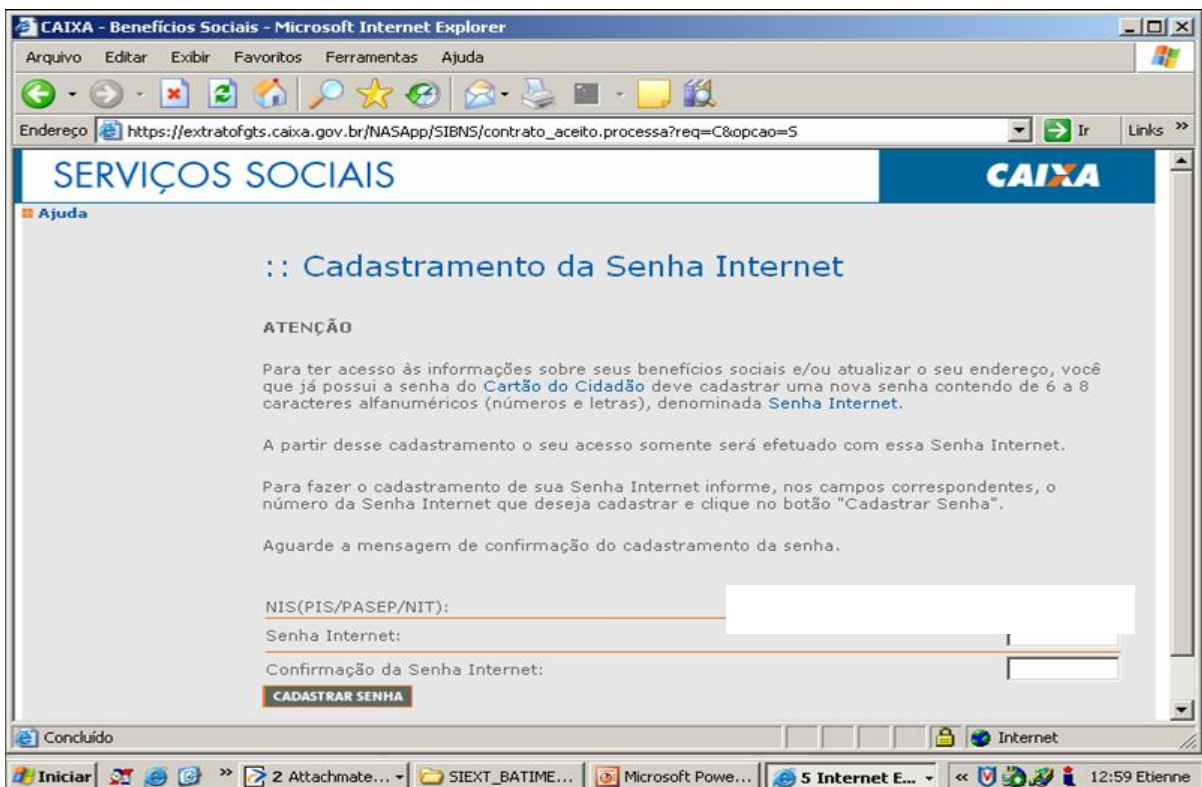 CAIXA - Benefícios Sociais - Microsoft Internet Explorer
Arquivo Editar Exibir Favoritos Ferramentas Ajuda
Endereço https://extratofgts.caixa.gov.br/NASApp/SIBNS/contrato_aceito.processa?req=C&opcao=S Ir Links »
SERVIÇOS SOCIAIS CAIXA
Ajuda
:: Cadastramento da Senha Internet
ATENÇÃO
Para ter acesso às informações sobre seus benefícios sociais e/ou atualizar o seu endereço, você
que já possui a senha do Cartão do Cidadão deve cadastrar uma nova senha contendo de 6 a 8
caracteres alfanuméricos (números e letras), denominada Senha Internet.
A partir desse cadastramento o seu acesso somente será efetuado com essa Senha Internet.
Para fazer o cadastramento de sua Senha Internet informe, nos campos correspondentes, o
número da Senha Internet que deseja cadastrar e clique no botão "Cadastrar Senha".
Aguarde a mensagem de confirmação do cadastramento da senha.
NIS(PIS/PASEP/NIT):
Senha Internet:
Confirmação da Senha Internet:
CADASTRAR SENHA
Concluído Internet
Iniciar » 2 Attachmate... SIEXT_BATIME... Microsoft Powe... 5 Internet E... « 12:59 Etienne